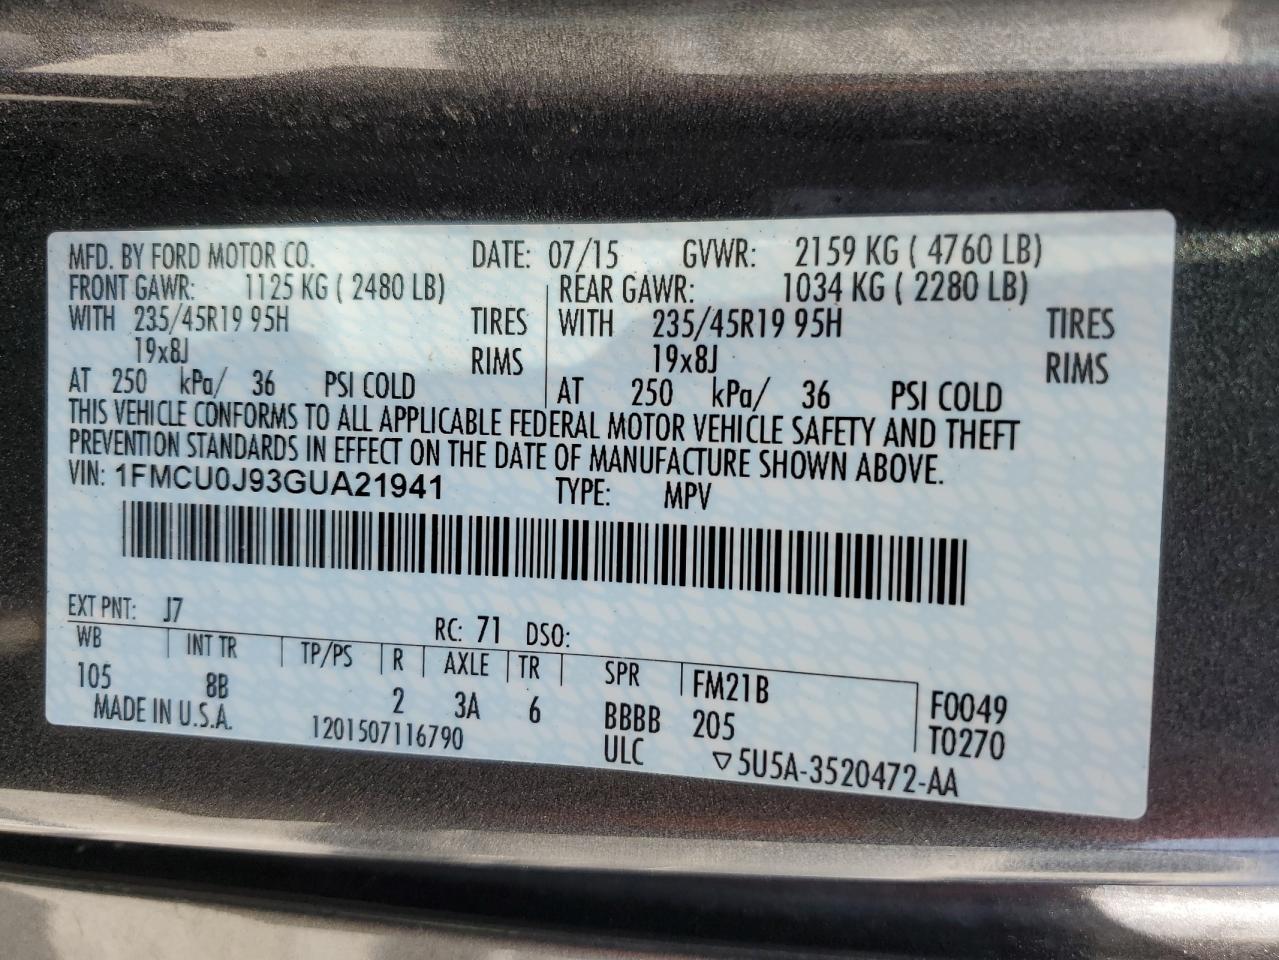 MFD. BY FORD MOTOR CO. DATE: 07/15 GVWR: 2159 KG ( 4760 LB)
FRONT GAWR: 1125 KG ( 2480 LB) REAR GAWR: 1034 KG ( 2280 LB)
WITH 235/45R19 95H TIRES WITH 235/45R19 95H TIRES
19x8J RIMS 19x8J RIMS
AT 250 kPa/ 36 PSI COLD AT 250 kPa/ 36 PSI COLD
THIS VEHICLE CONFORMS TO ALL APPLICABLE FEDERAL MOTOR VEHICLE SAFETY AND THEFT
PREVENTION STANDARDS IN EFFECT ON THE DATE OF MANUFACTURE SHOWN ABOVE.
VIN: 1FMCU0J93GUA21941 TYPE: MPV
EXT PNT: J7 RC: 71 DSO:
WB INT TR TP/PS R AXLE TR SPR FM21B
105 8B 2 3A 6 BBBB 205 F0049
MADE IN U.S.A. 1201507116790 ULC T0270
▽5U5A-3520472-AA